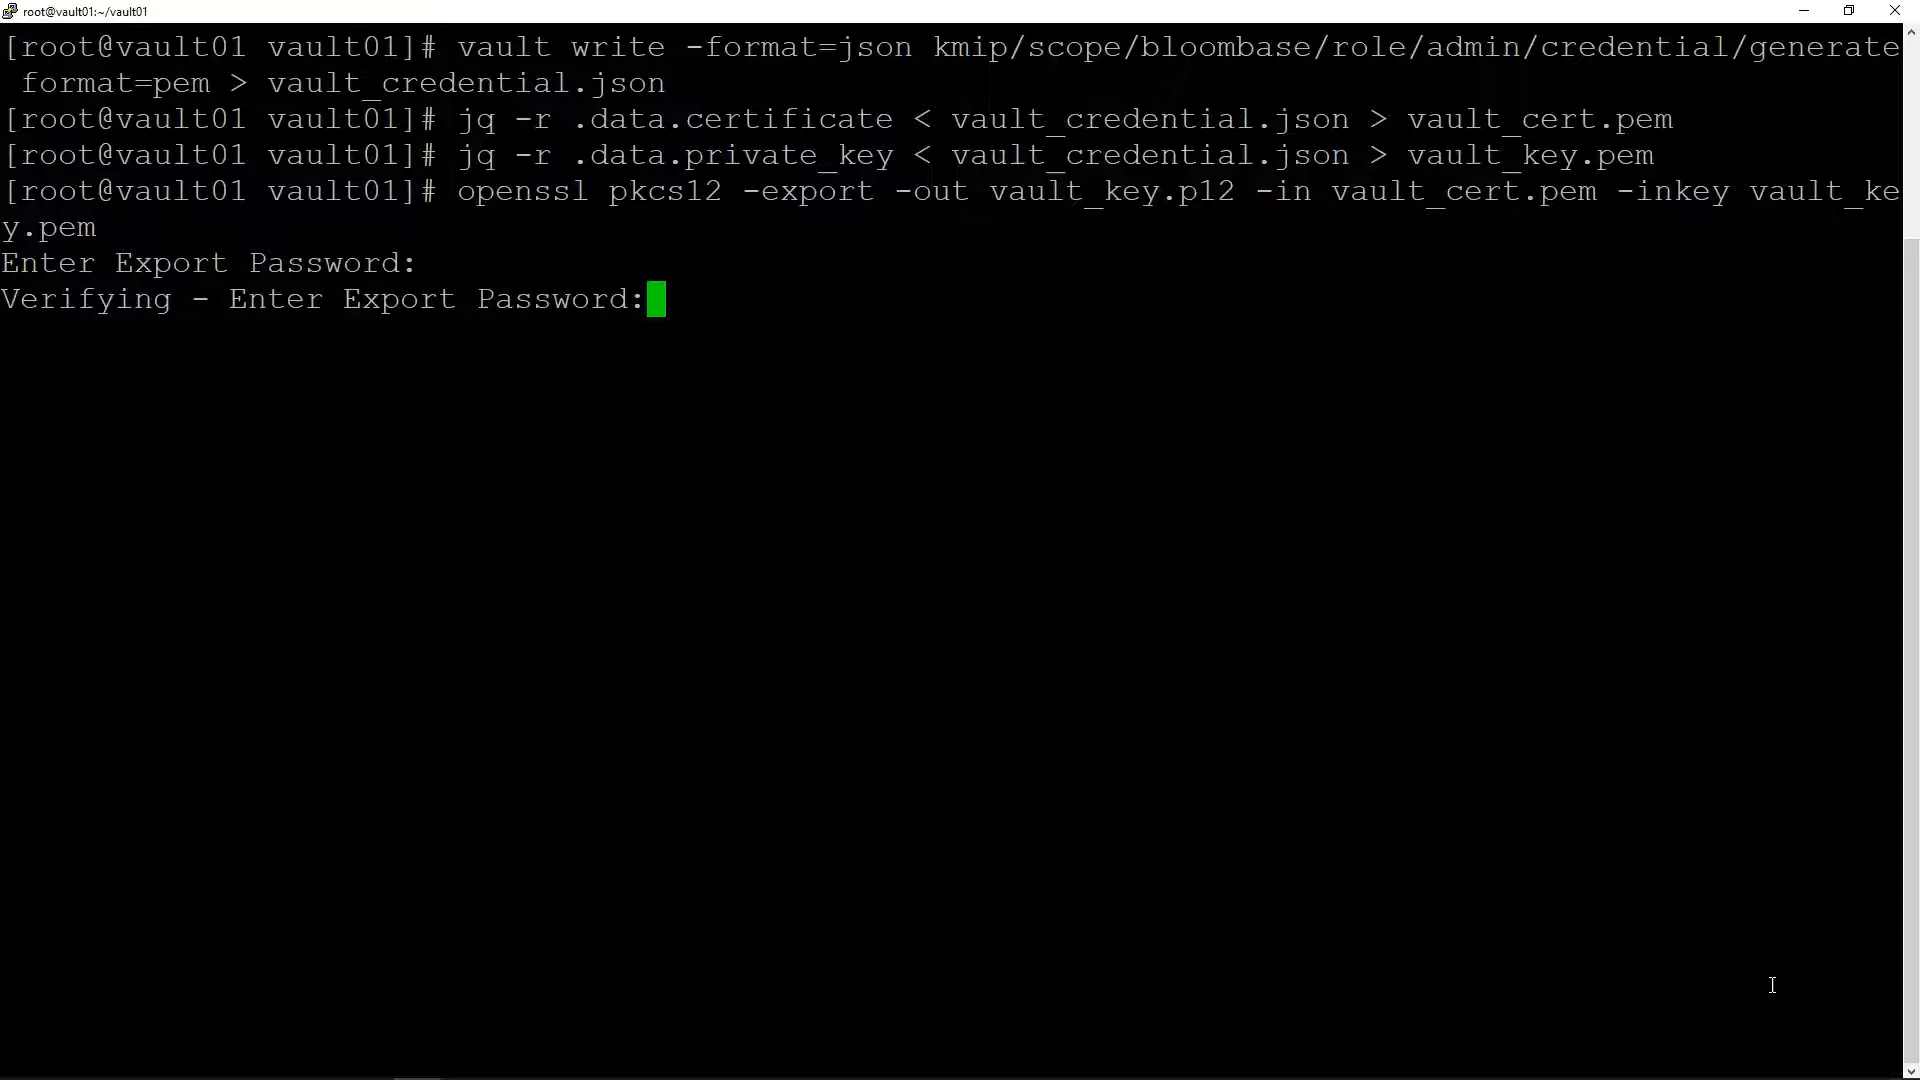 root@vault01:~/vault01
[root@vault01 vault01]# vault write -format=json kmip/scope/bloombase/role/admin/credential/generate
format=pem > vault_credential.json
[root@vault01 vault01]# jq -r .data.certificate < vault_credential.json > vault_cert.pem
[root@vault01 vault01]# jq -r .data.private_key < vault_credential.json > vault_key.pem
[root@vault01 vault01]# openssl pkcs12 -export -out vault_key.p12 -in vault_cert.pem -inkey vault_ke
y.pem
Enter Export Password:
Verifying - Enter Export Password: